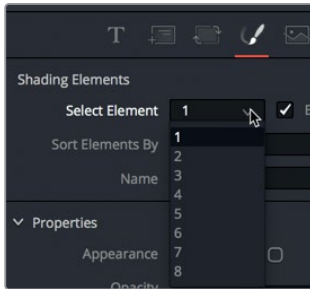 T
Shading Elements
Select Element 1
1
Sort Elements By
2
3
Name
4
5
6
Properties
7
Appearance
8
Opacity